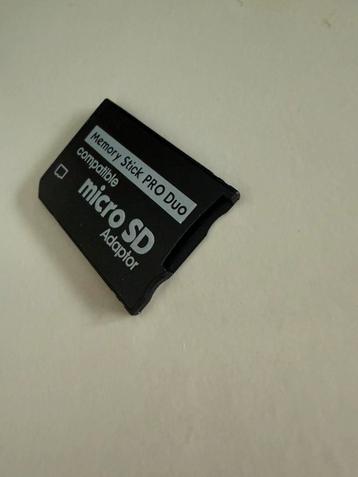 Memory Stick PRO Duo
compatible
micro SD
Adaptor